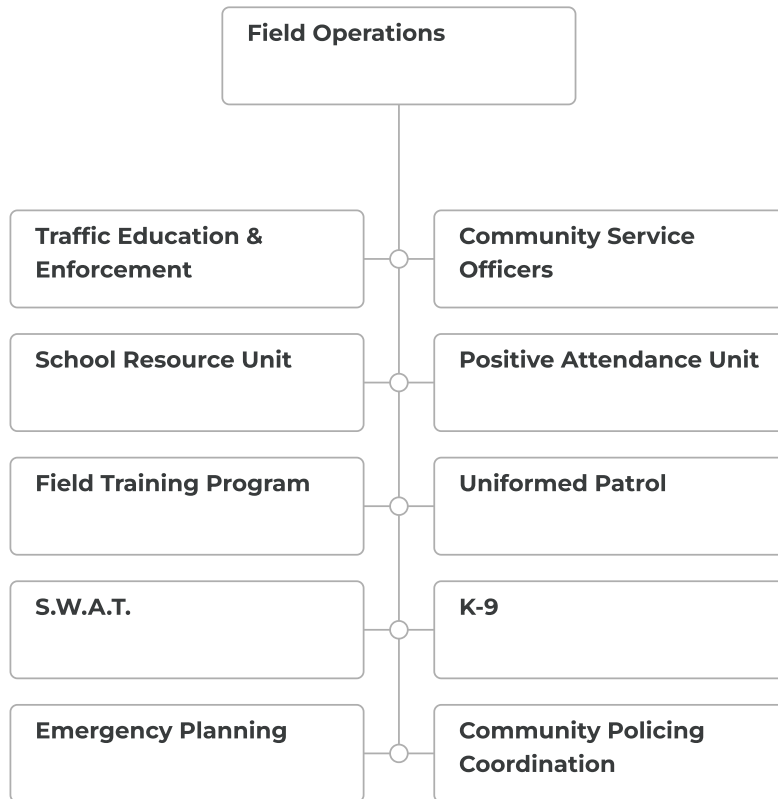 Field Operations
Traffic Education &
Enforcement
Community Service
Officers
School Resource Unit
Positive Attendance Unit
Field Training Program
Uniformed Patrol
S.W.A.T.
K-9
Emergency Planning
Community Policing
Coordination